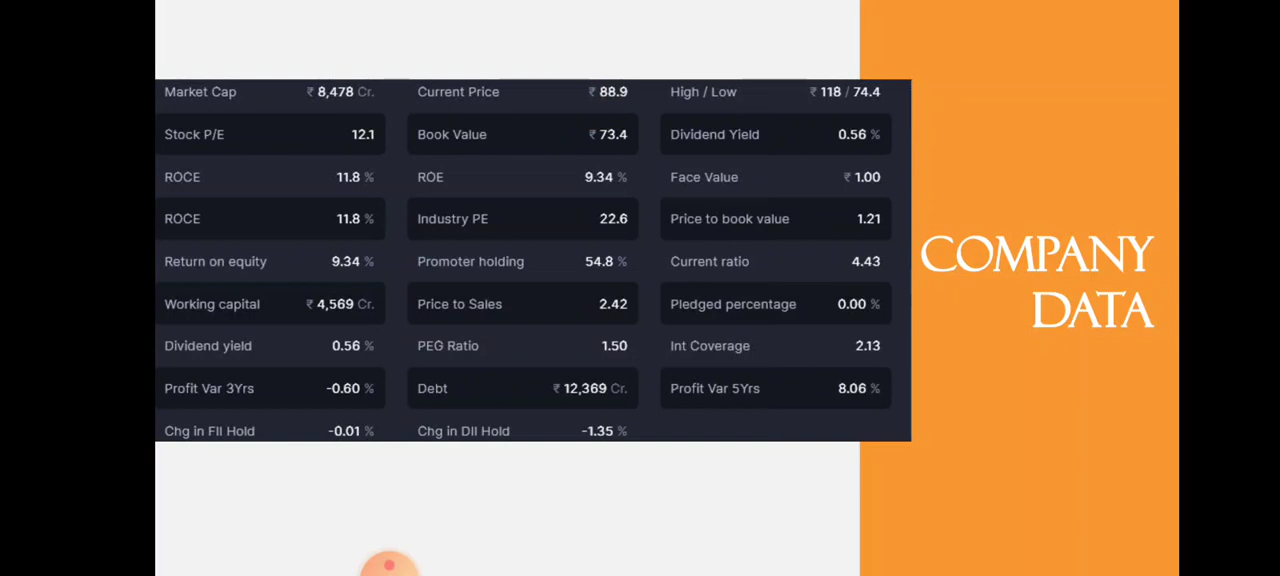 Market Cap ₹ 8,478 Cr. Current Price ₹ 88.9 High / Low ₹ 118 / 74.4
Stock P/E 12.1 Book Value ₹ 73.4 Dividend Yield 0.56 %
ROCE 11.8 % ROE 9.34 % Face Value ₹ 1.00
ROCE 11.8 % Industry PE 22.6 Price to book value 1.21
Return on equity 9.34 % Promoter holding 54.8 % Current ratio 4.43
Working capital ₹ 4,569 Cr. Price to Sales 2.42 Pledged percentage 0.00 %
Dividend yield 0.56 % PEG Ratio 1.50 Int Coverage 2.13
Profit Var 3Yrs -0.60 % Debt ₹ 12,369 Cr. Profit Var 5Yrs 8.06 %
Chg in FII Hold -0.01 % Chg in DII Hold -1.35 %
COMPANY
DATA